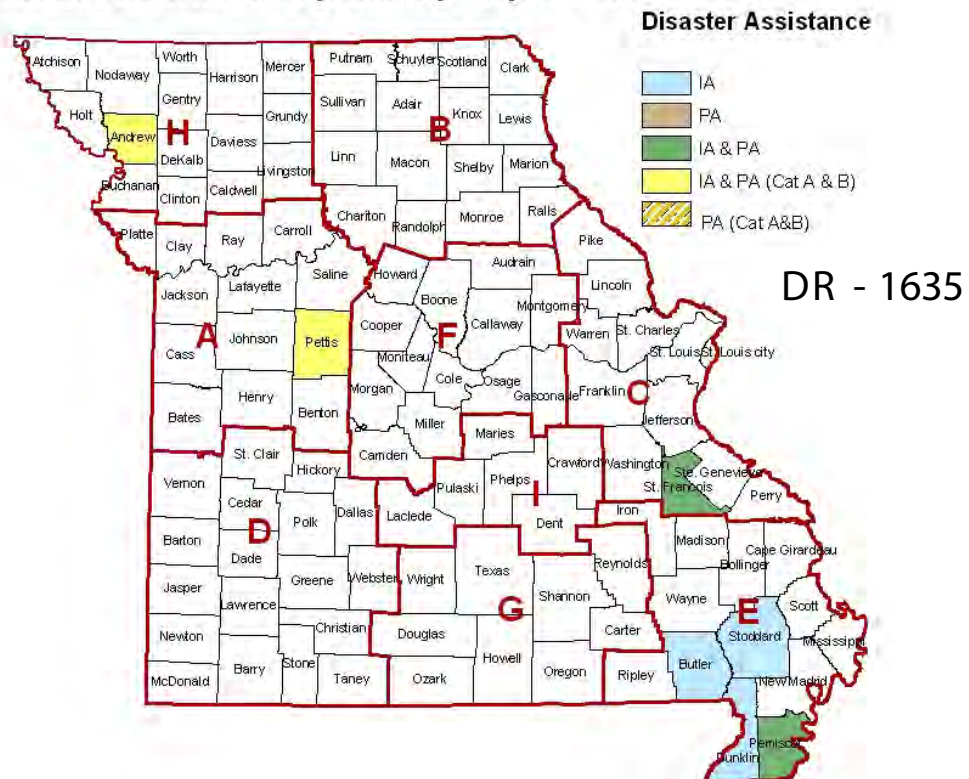 Disaster Assistance
IA
PA
IA & PA
IA & PA (Cat A & B)
PA (Cat A&B)
DR - 1635
Atchison
Nodaway
Worth
Harrison
Mercer
Putnam
Schuyler
Scotland
Clark
Holt
Gentry
Grundy
Sullivan
Adair
Knox
Lewis
Andrew
H
B
DeKalb
Daviess
Livingston
Linn
Macon
Shelby
Marion
Buchanan
Clinton
Caldwell
Chariton
Randolph
Monroe
Ralls
Platte
Clay
Ray
Carroll
Pike
Saline
Howard
Audrain
Jackson
Lafayette
Boone
Lincoln
Montgomery
A
Johnson
Pettis
Cooper
F
Callaway
Warren
St. Charles
Cass
Moniteau
St. Louis
St. Louis city
Henry
Morgan
Cole
Osage
Gasconade
Franklin
C
Bates
Benton
Miller
Jefferson
Maries
St. Clair
Camden
Crawford
Washington
Ste. Genevieve
Vernon
Hickory
Pulaski
Phelps
St. Francois
Perry
Cedar
I
D
Polk
Dallas
Laclede
Dent
Iron
Barton
Dade
Madison
Cape Girardeau
Bollinger
Jasper
Greene
Webster
Wright
Texas
Reynolds
Lawrence
G
Shannon
Wayne
E
Scott
Newton
Christian
Douglas
Carter
Stoddard
Mississippi
McDonald
Barry
Stone
Taney
Ozark
Howell
Oregon
Ripley
Butler
New Madrid
Pemiscot
Dunklin